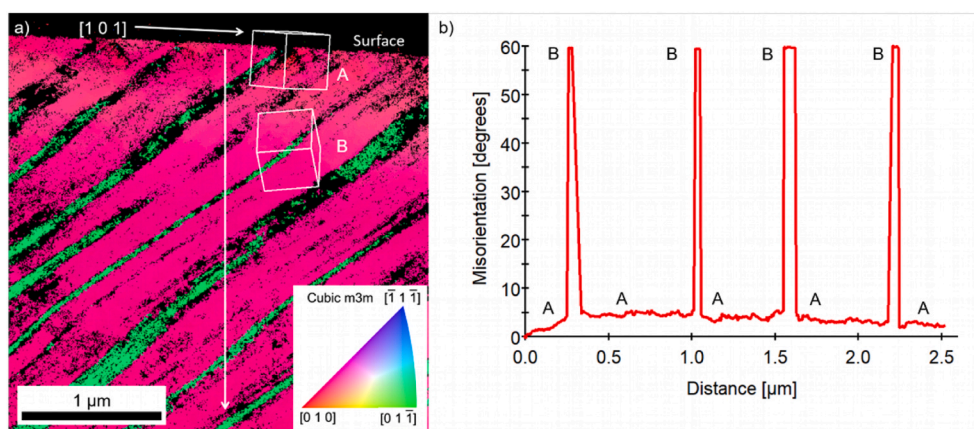 a)
[1 0 1]
Surface
A
B
Cubic m3m
[1̅ 1 1̅]
[0 1 0]
[0 1 1̅]
1 µm
b)
Misorientation [degrees]
60
50
40
30
20
10
0
B
B
B
B
A
A
A
A
A
0.0
0.5
1.0
1.5
2.0
2.5
Distance [µm]